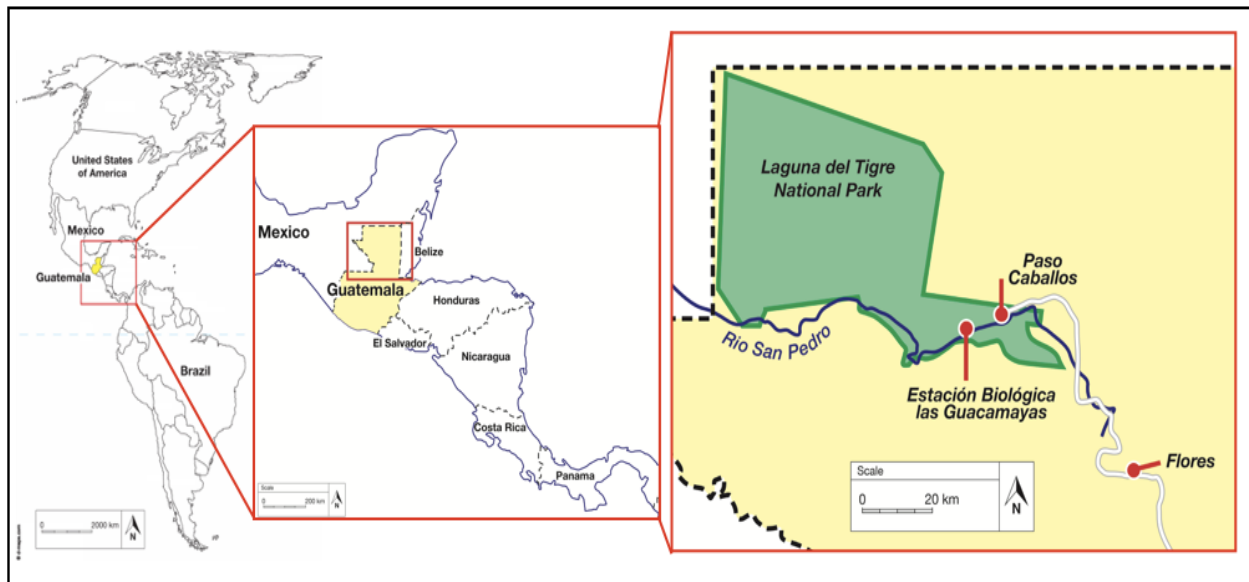 United States
of America
Mexico
Guatemala
Brazil
0
2000 km
N
© d-maps.com
Mexico
Belize
Guatemala
Honduras
El Salvador
Nicaragua
Costa Rica
Panama
Scale
0
200 km
N
Laguna del Tigre
National Park
Paso
Caballos
Rio San Pedro
Estación Biológica
las Guacamayas
Flores
Scale
0
20 km
N